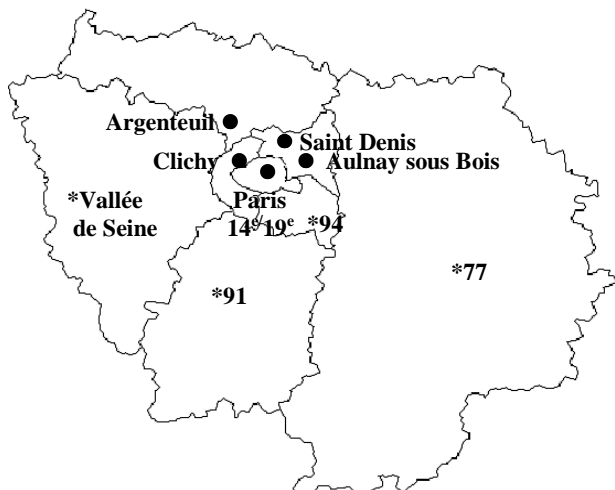 Argenteuil
Saint Denis
Clichy
Aulnay sous Bois
*Vallée
de Seine
Paris
14e/19e
*94
*77
*91